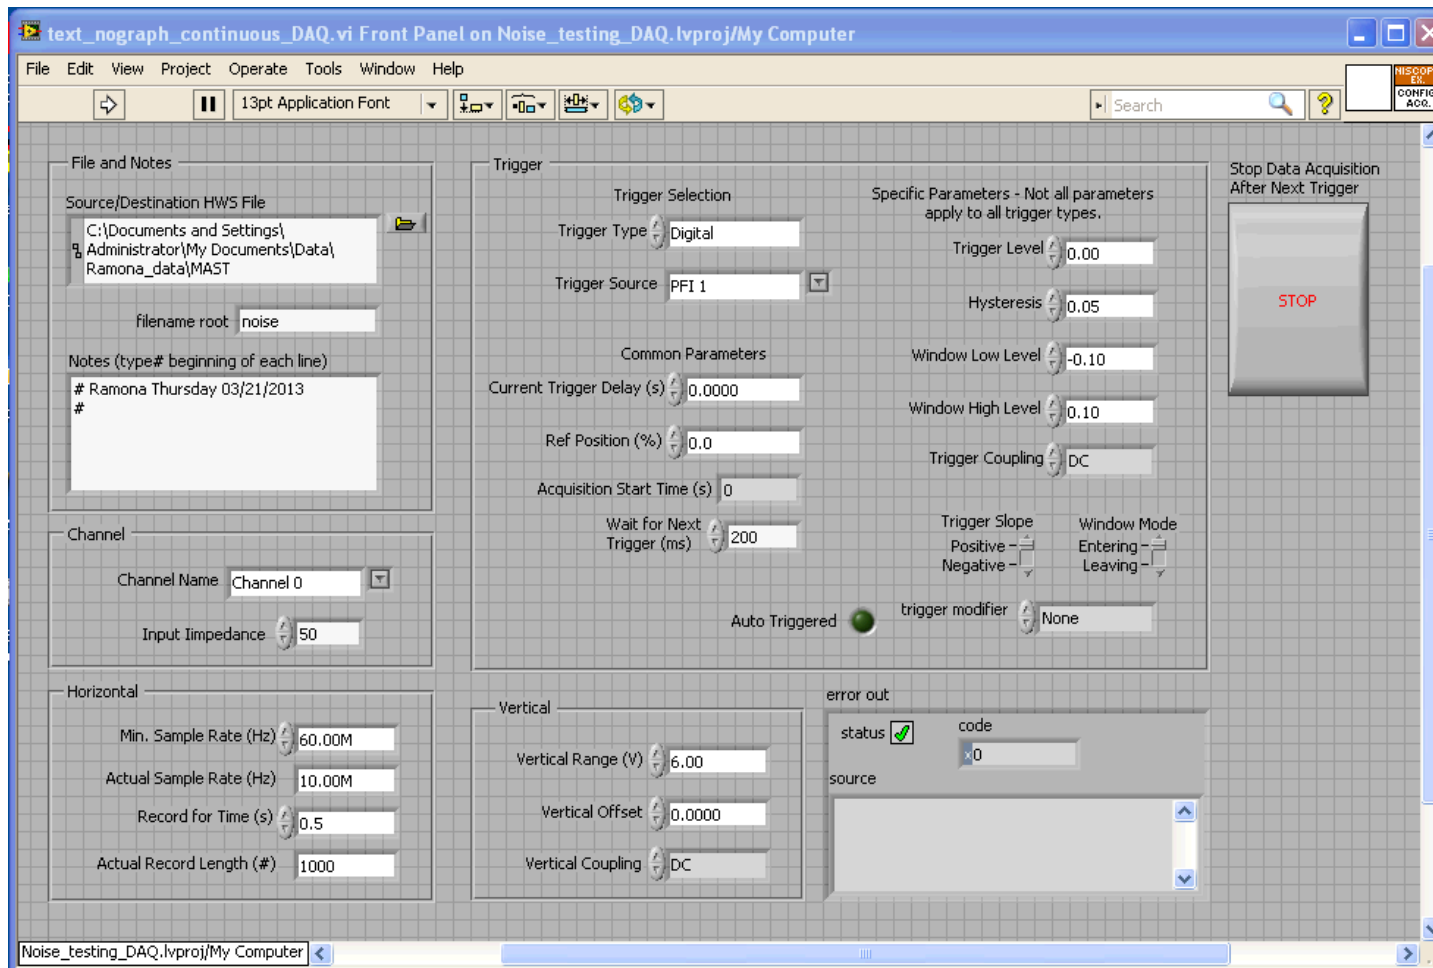 text_nograph_continuous_DAQ.vi Front Panel on Noise_testing_DAQ.lvproj/My Computer
File Edit View Project Operate Tools Window Help
13pt Application Font
Search
NISCOPE
EX.
CONFIG
ACQ.
File and Notes
Source/Destination HWS File
C:\Documents and Settings\
Administrator\My Documents\Data\
Ramona_data\MAST
filename root noise
Notes (type# beginning of each line)
# Ramona Thursday 03/21/2013
#
Channel
Channel Name Channel 0
Input Iimpedance 50
Horizontal
Min. Sample Rate (Hz) 60.00M
Actual Sample Rate (Hz) 10.00M
Record for Time (s) 0.5
Actual Record Length (#) 1000
Trigger
Trigger Selection
Trigger Type Digital
Trigger Source PFI 1
Common Parameters
Current Trigger Delay (s) 0.0000
Ref Position (%) 0.0
Acquisition Start Time (s) 0
Wait for Next
Trigger (ms) 200
Auto Triggered
Specific Parameters - Not all parameters
apply to all trigger types.
Trigger Level 0.00
Hysteresis 0.05
Window Low Level -0.10
Window High Level 0.10
Trigger Coupling DC
Trigger Slope
Positive
Negative
Window Mode
Entering
Leaving
trigger modifier None
Vertical
Vertical Range (V) 6.00
Vertical Offset 0.0000
Vertical Coupling DC
error out
status
code
x0
source
Stop Data Acquisition
After Next Trigger
STOP
Noise_testing_DAQ.lvproj/My Computer